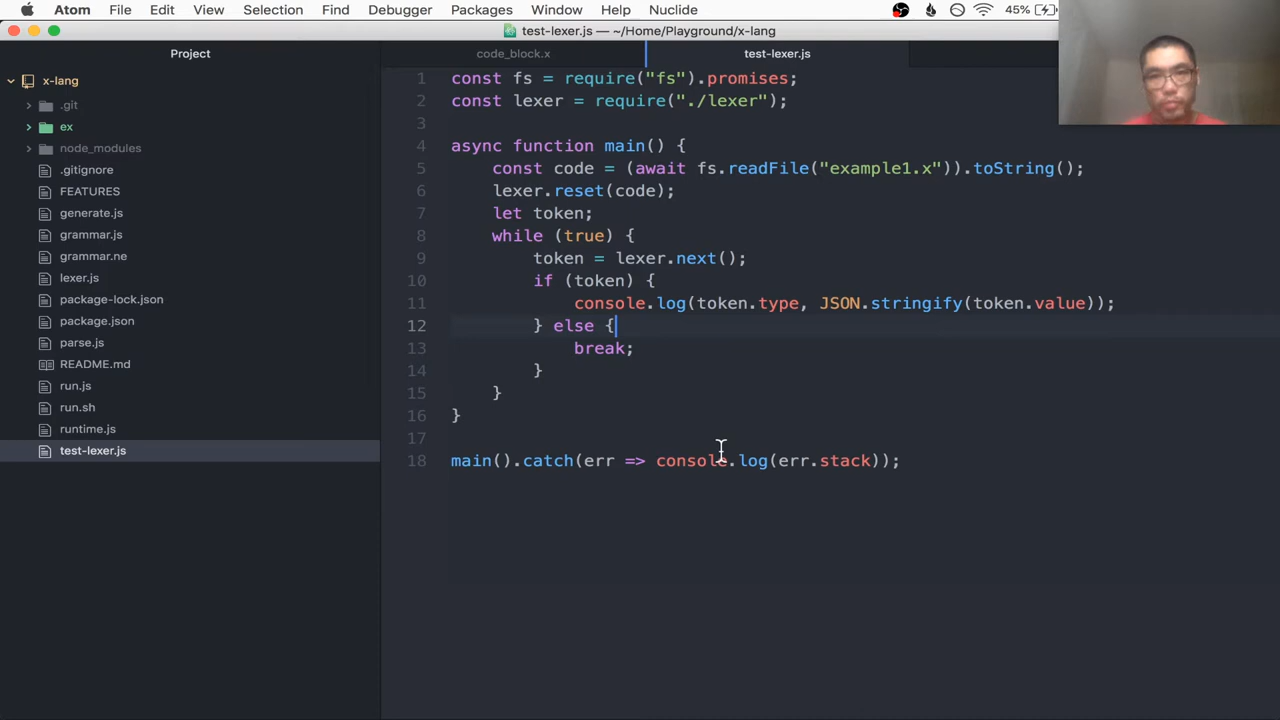 Atom File Edit View Selection Find Debugger Packages Window Help Nuclide 45%
test-lexer.js — ~/Home/Playground/x-lang
Project
x-lang
.git
ex
node_modules
.gitignore
FEATURES
generate.js
grammar.js
grammar.ne
lexer.js
package-lock.json
package.json
parse.js
README.md
run.js
run.sh
runtime.js
test-lexer.js
code_block.x test-lexer.js
1 const fs = require("fs").promises;
2 const lexer = require("./lexer");
3
4 async function main() {
5 const code = (await fs.readFile("example1.x")).toString();
6 lexer.reset(code);
7 let token;
8 while (true) {
9 token = lexer.next();
10 if (token) {
11 console.log(token.type, JSON.stringify(token.value));
12 } else {
13 break;
14 }
15 }
16 }
17
18 main().catch(err => console.log(err.stack));